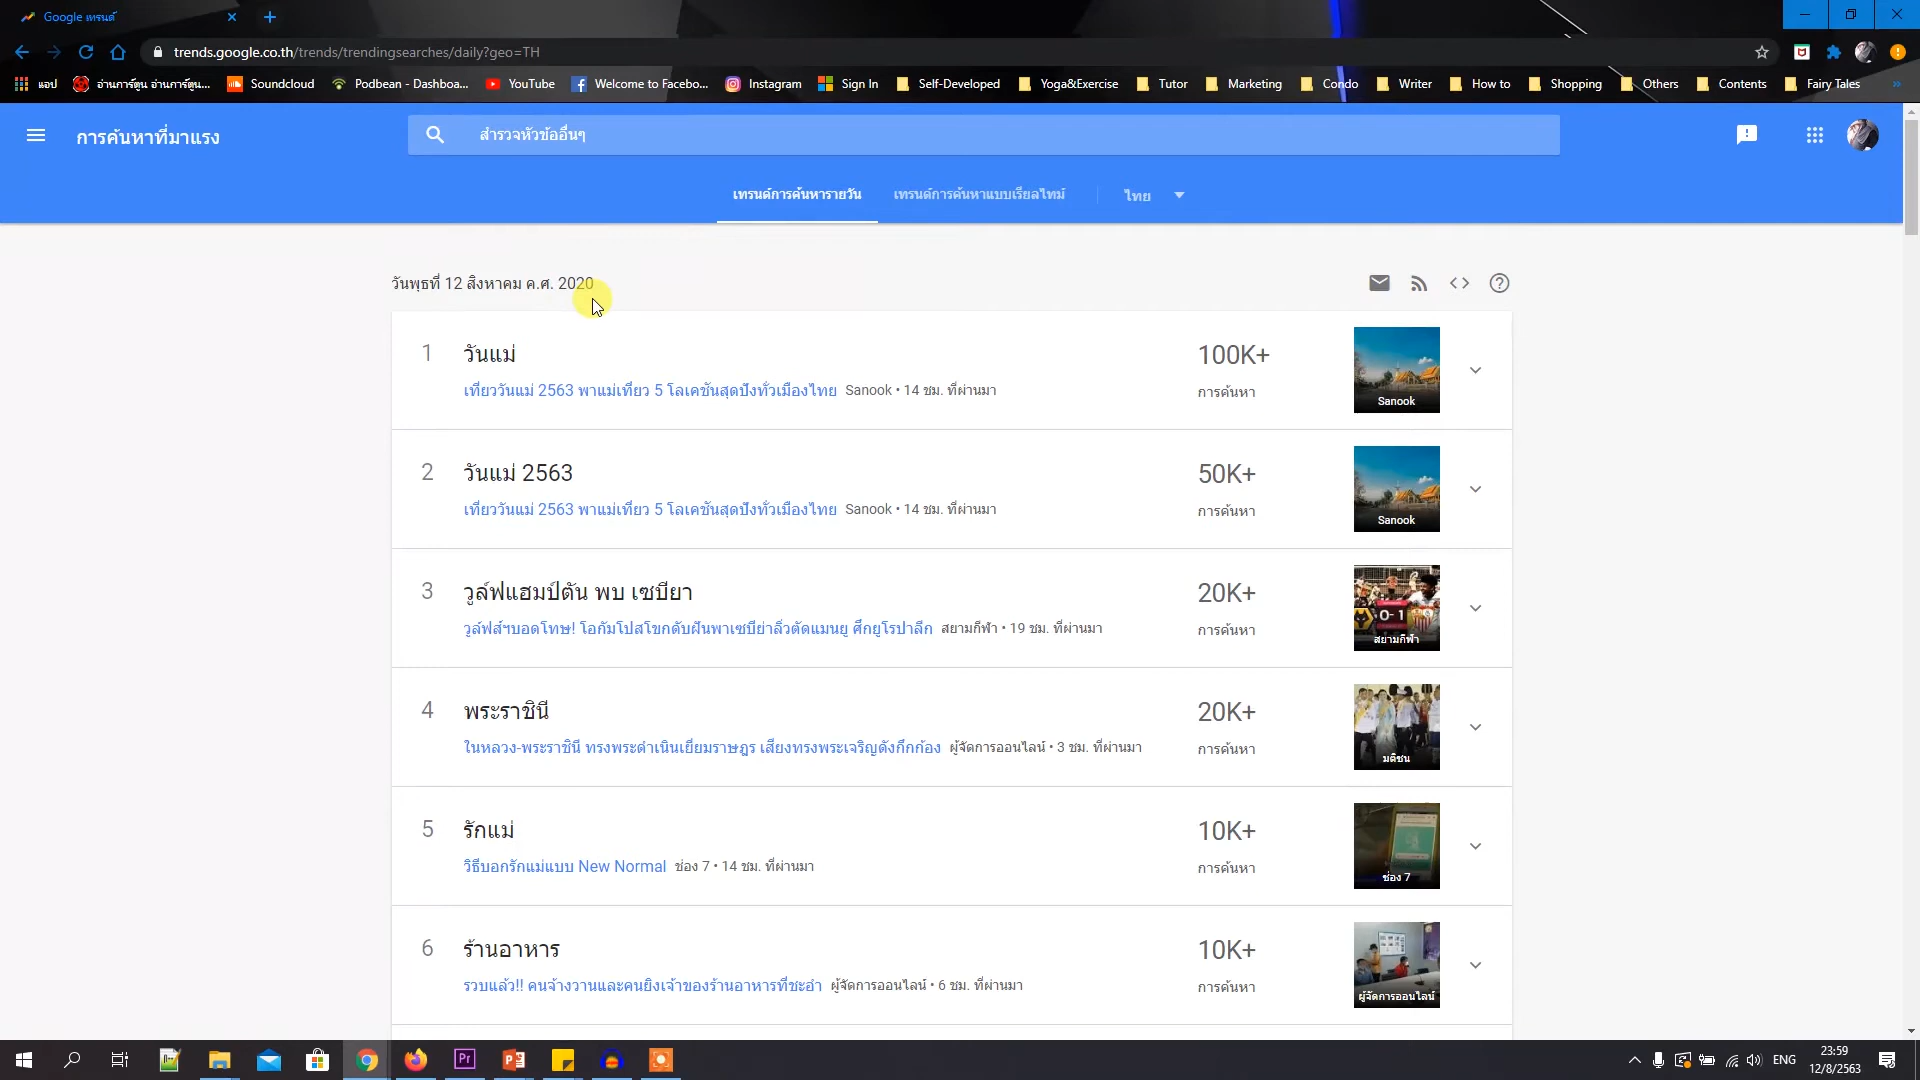 Google เทรนด์
trends.google.co.th/trends/trendingsearches/daily?geo=TH
แอป อ่านการ์ตูน อ่านการ์ตูน... Soundcloud Podbean - Dashboa... YouTube Welcome to Facebo... Instagram Sign In Self-Developed Yoga&Exercise Tutor Marketing Condo Writer How to Shopping Others Contents Fairy Tales »
การค้นหาที่มาแรง
สำรวจหัวข้ออื่นๆ
เทรนด์การค้นหารายวัน เทรนด์การค้นหาแบบเรียลไทม์ ไทย
วันพุธที่ 12 สิงหาคม ค.ศ. 2020
1 วันแม่ 100K+
เที่ยววันแม่ 2563 พาแม่เที่ยว 5 โลเคชันสุดปังทั่วเมืองไทย Sanook • 14 ชม. ที่ผ่านมา การค้นหา
Sanook
2 วันแม่ 2563 50K+
เที่ยววันแม่ 2563 พาแม่เที่ยว 5 โลเคชันสุดปังทั่วเมืองไทย Sanook • 14 ชม. ที่ผ่านมา การค้นหา
Sanook
3 วูล์ฟแฮมป์ตัน พบ เซบียา 20K+
วูล์ฟส์ฯบอดโทษ! โอกัมโปสโขกดับฝันพาเซบีย่าลิ่วตัดแมนยู ศึกยูโรปาลีก สยามกีฬา • 19 ชม. ที่ผ่านมา การค้นหา
0-1
สยามกีฬา
4 พระราชินี 20K+
ในหลวง-พระราชินี ทรงพระดำเนินเยี่ยมราษฎร เสียงทรงพระเจริญดังกึกก้อง ผู้จัดการออนไลน์ • 3 ชม. ที่ผ่านมา การค้นหา
มติชน
5 รักแม่ 10K+
วิธีบอกรักแม่แบบ New Normal ช่อง 7 • 14 ชม. ที่ผ่านมา การค้นหา
ช่อง 7
6 ร้านอาหาร 10K+
รวบแล้ว!! คนจ้างวานและคนยิงเจ้าของร้านอาหารที่ชะอำ ผู้จัดการออนไลน์ • 6 ชม. ที่ผ่านมา การค้นหา
ผู้จัดการออนไลน์
Pr
ENG
23:59
12/8/2563